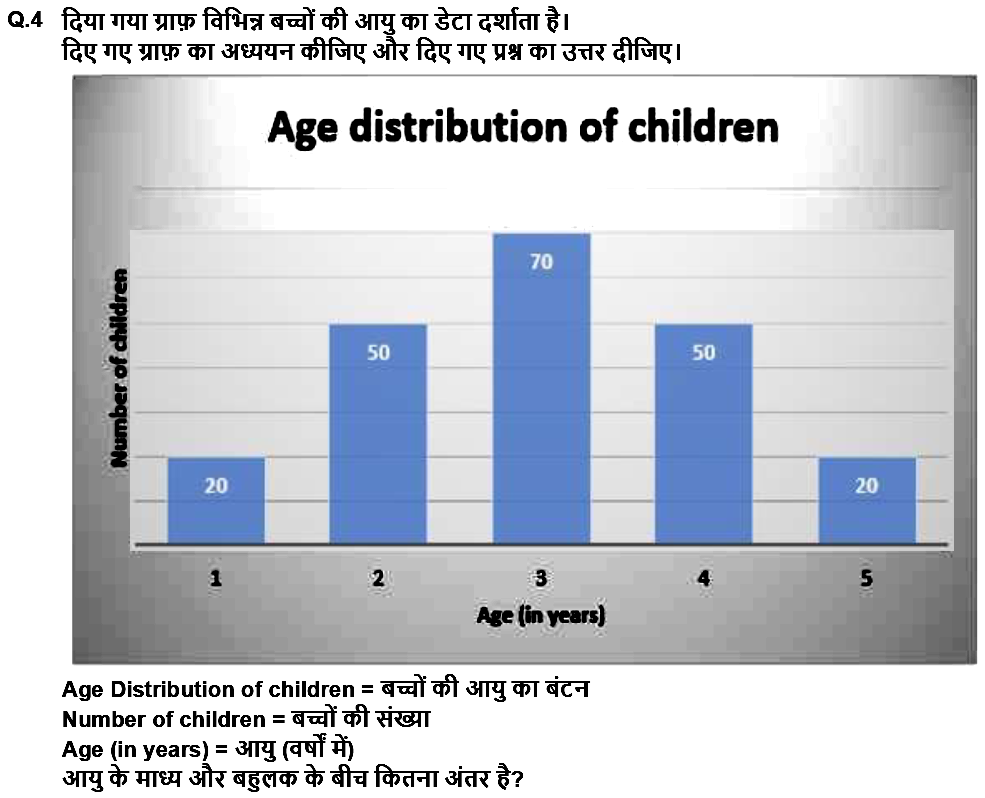 Q.4 दिया गया ग्राफ़ विभिन्न बच्चों की आयु का डेटा दर्शाता है।
दिए गए ग्राफ़ का अध्ययन कीजिए और दिए गए प्रश्न का उत्तर दीजिए।
Age distribution of children
Number of children
70
50
50
20
20
1 2 3 4 5
Age (in years)
Age Distribution of children = बच्चों की आयु का बंटन
Number of children = बच्चों की संख्या
Age (in years) = आयु (वर्षों में)
आयु के माध्य और बहुलक के बीच कितना अंतर है?